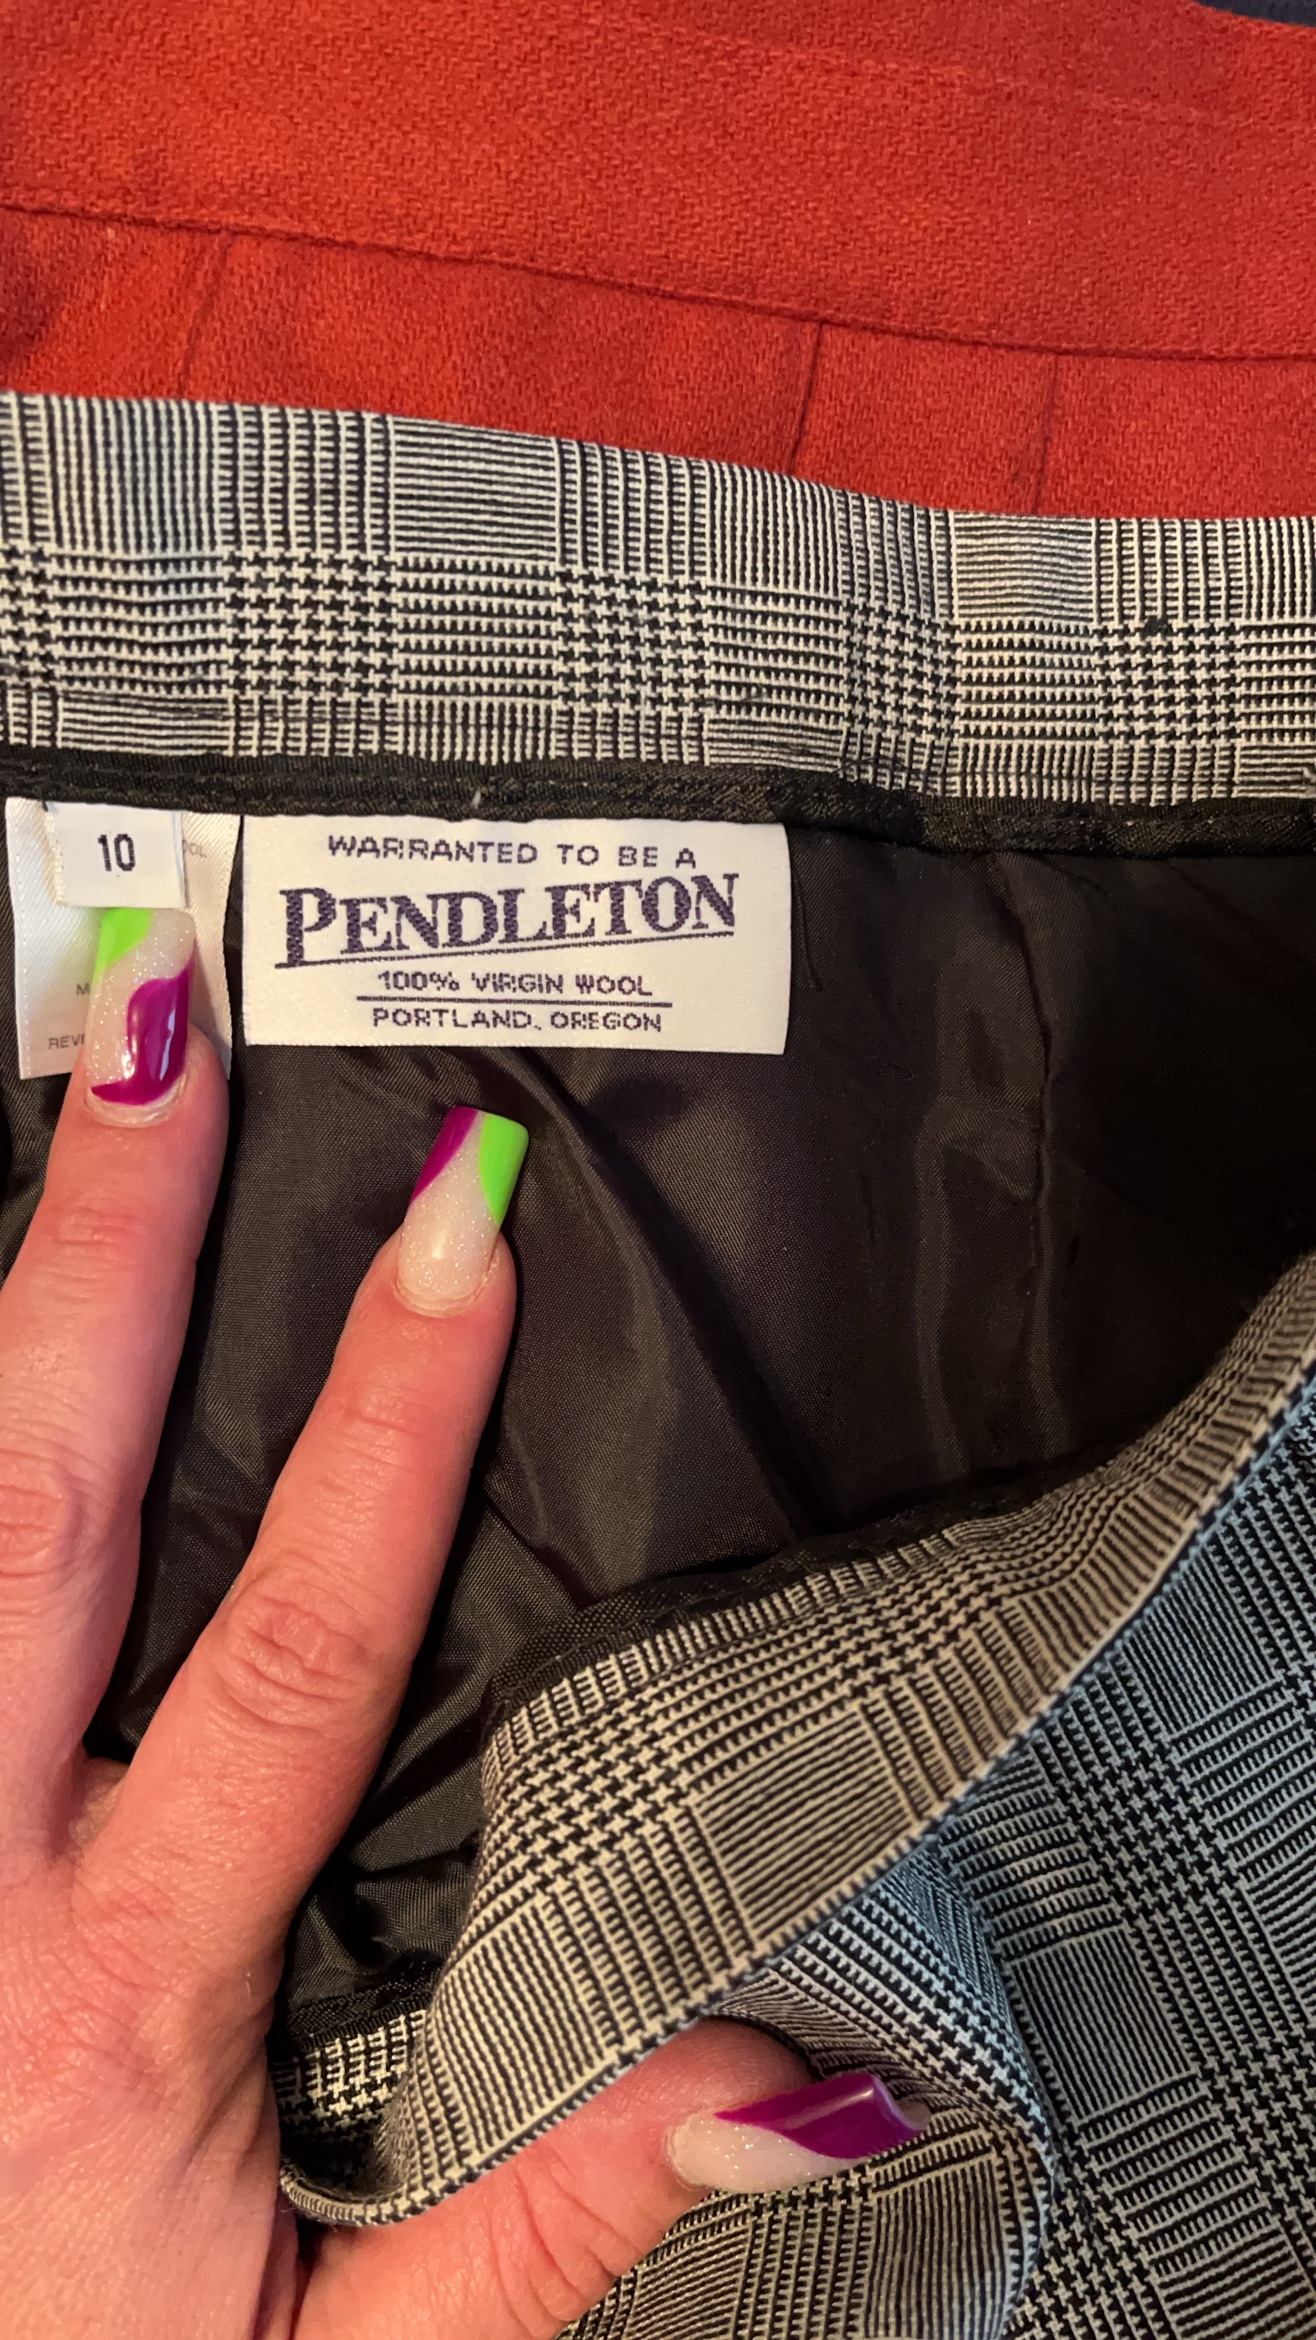 10
WARRANTED TO BE A
PENDLETON
100% VIRGIN WOOL
PORTLAND, OREGON